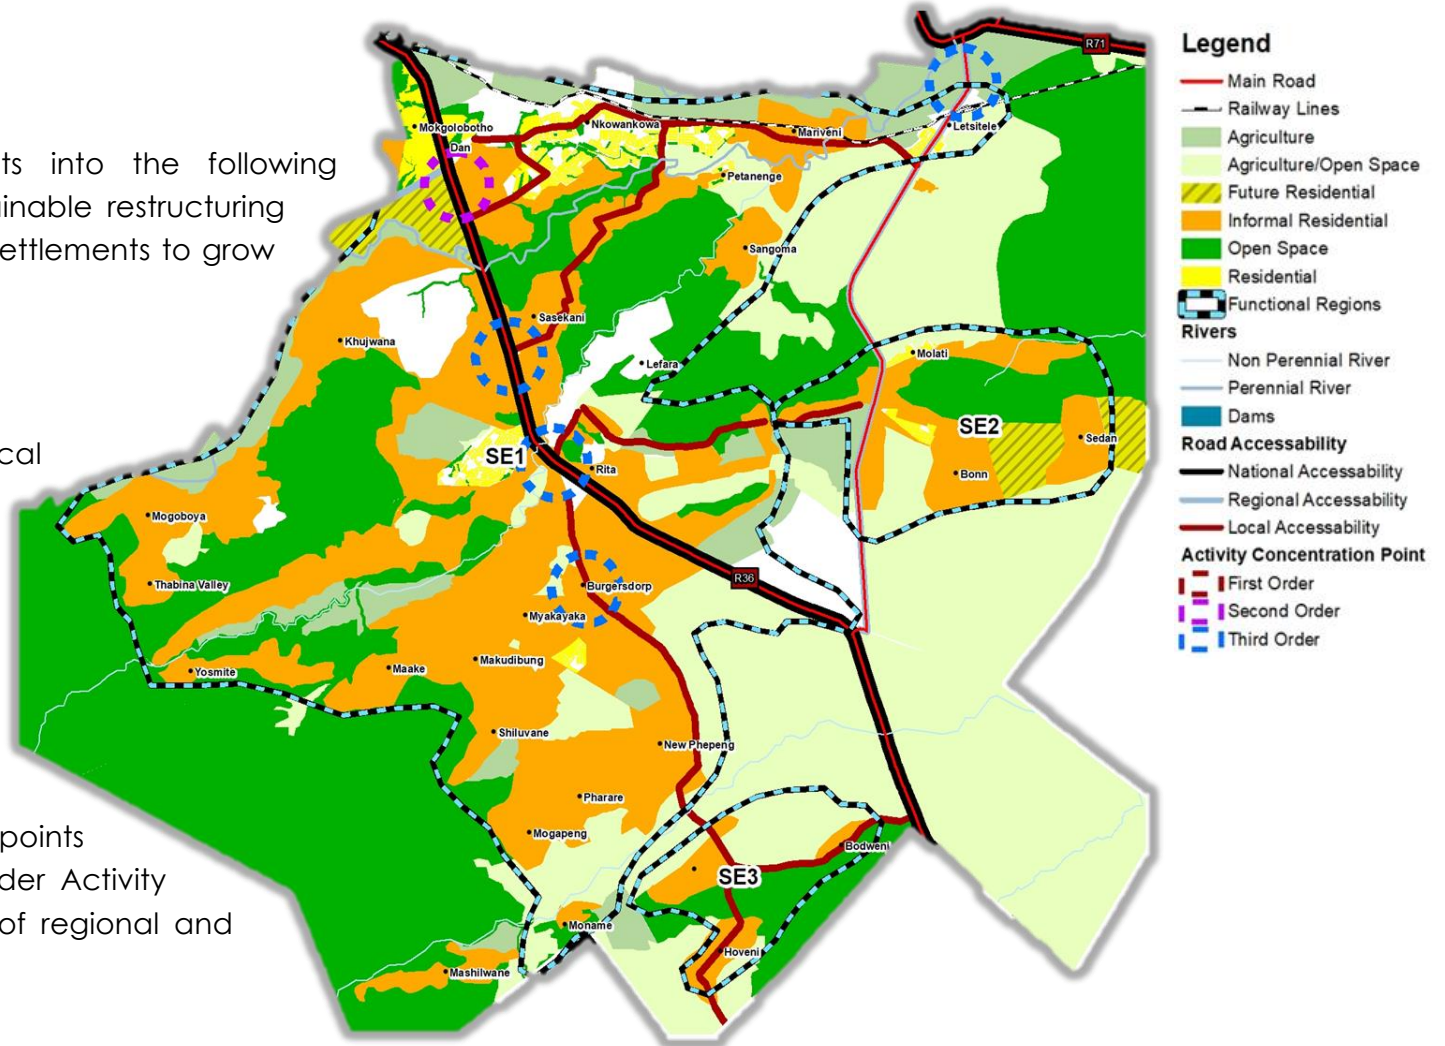 ts into the following
inable restructuring
ettlements to grow
cal
points
der Activity
of regional and
R71
Mokgolobotho
Dan
Nkowankowa
Mariveni
Letsitele
Petanenge
Sangoma
Sasekani
Khujwana
Lefara
Molati
SE2
Sedan
Bonn
SE1
Rita
Mogoboya
Thabina Valley
R36
Burgersdorp
Myakayaka
Makudibung
Maake
Yosmite
Shiluvane
New Phepeng
Pharare
Mogapeng
Bodweni
SE3
Moname
Hoveni
Mashilwane
Legend
Main Road
Railway Lines
Agriculture
Agriculture/Open Space
Future Residential
Informal Residential
Open Space
Residential
Functional Regions
Rivers
Non Perennial River
Perennial River
Dams
Road Accessability
National Accessability
Regional Accessability
Local Accessability
Activity Concentration Point
First Order
Second Order
Third Order